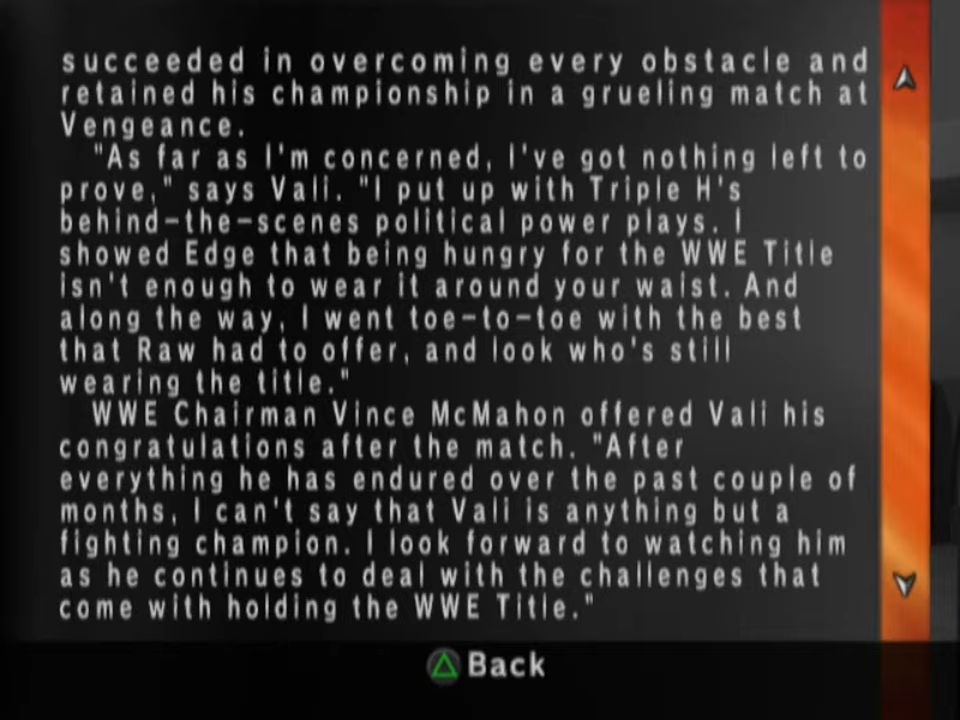 succeeded in overcoming every obstacle and
retained his championship in a grueling match at
Vengeance.
"As far as I'm concerned, I've got nothing left to
prove," says Vali. "I put up with Triple H's
behind-the-scenes political power plays. I
showed Edge that being hungry for the WWE Title
isn't enough to wear it around your waist. And
along the way, I went toe-to-toe with the best
that Raw had to offer, and look who's still
wearing the title."
WWE Chairman Vince McMahon offered Vali his
congratulations after the match. "After
everything he has endured over the past couple of
months, I can't say that Vali is anything but a
fighting champion. I look forward to watching him
as he continues to deal with the challenges that
come with holding the WWE Title."
Back